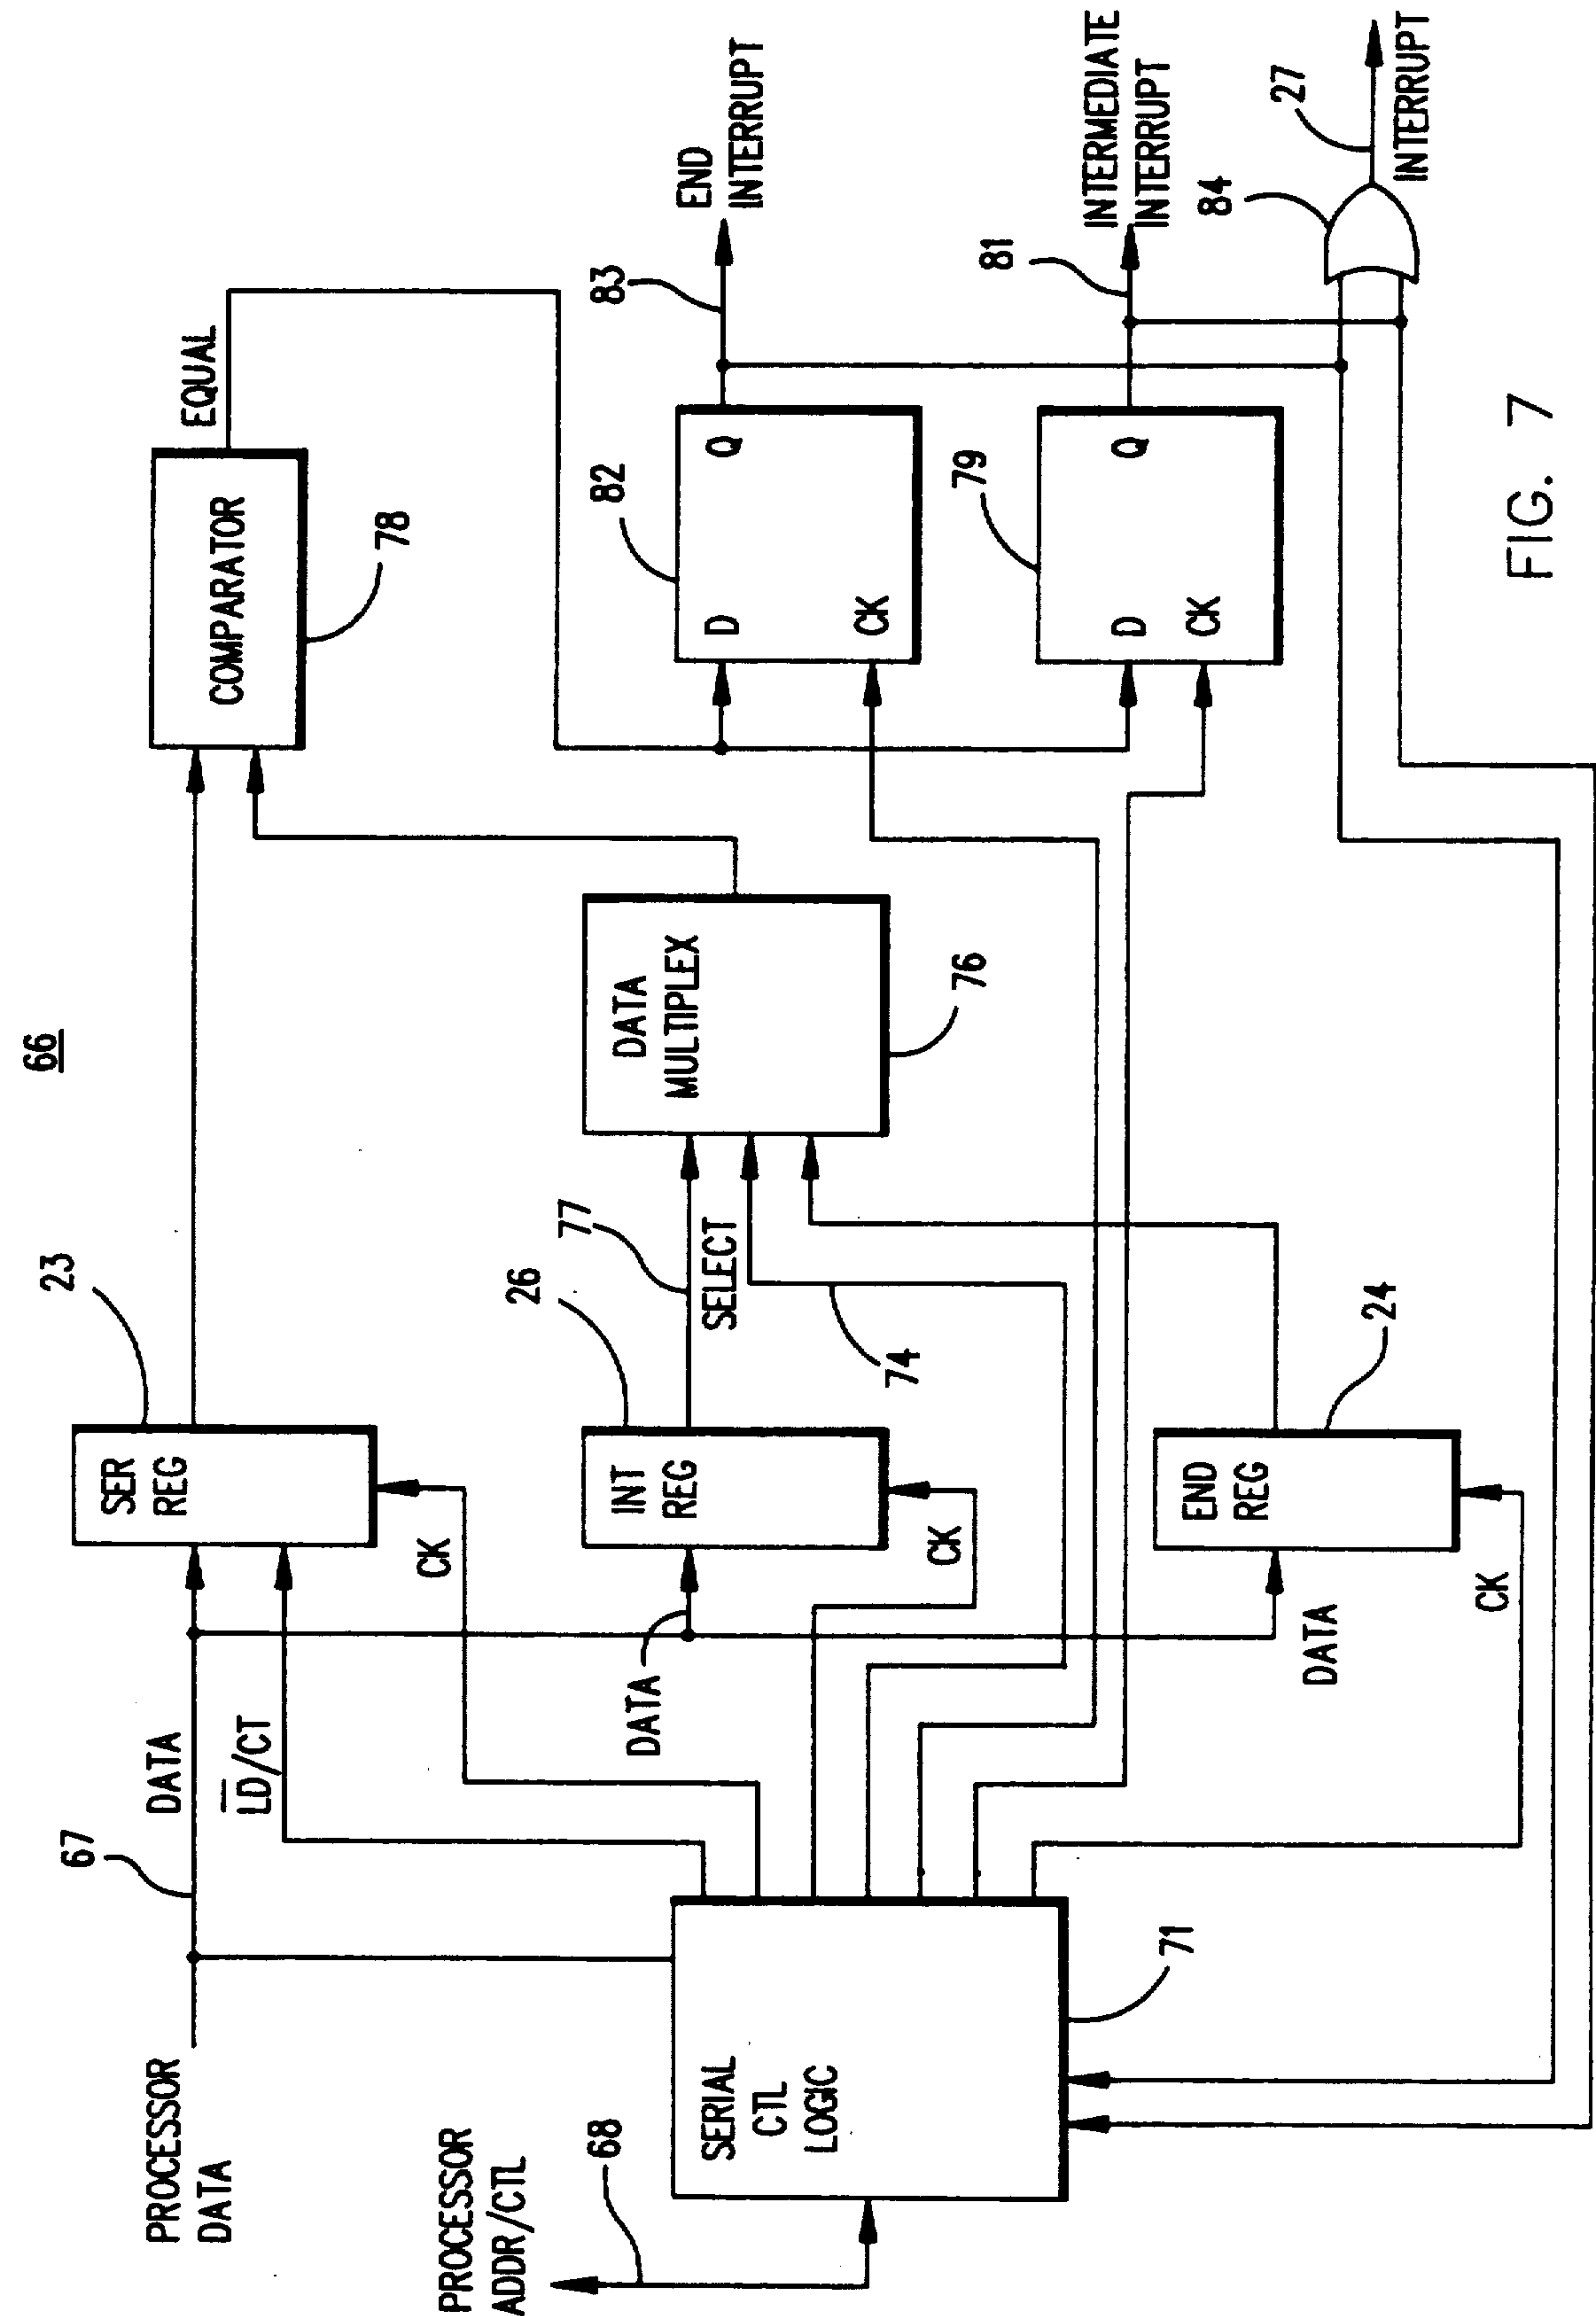 66
PROCESSOR
DATA
67
DATA
L̅D̅/CT
CK
23
SER
REG
COMPARATOR
78
EQUAL
PROCESSOR
ADDR/CTL
68
SERIAL
CTL
LOGIC
71
DATA
26
INT
REG
CK
77
SELECT
74
DATA
MULTIPLEX
76
82
D
Q
CK
83
END
INTERRUPT
DATA
END
REG
24
CK
79
D
Q
CK
81
INTERMEDIATE
INTERRUPT
84
27
INTERRUPT
FIG. 7